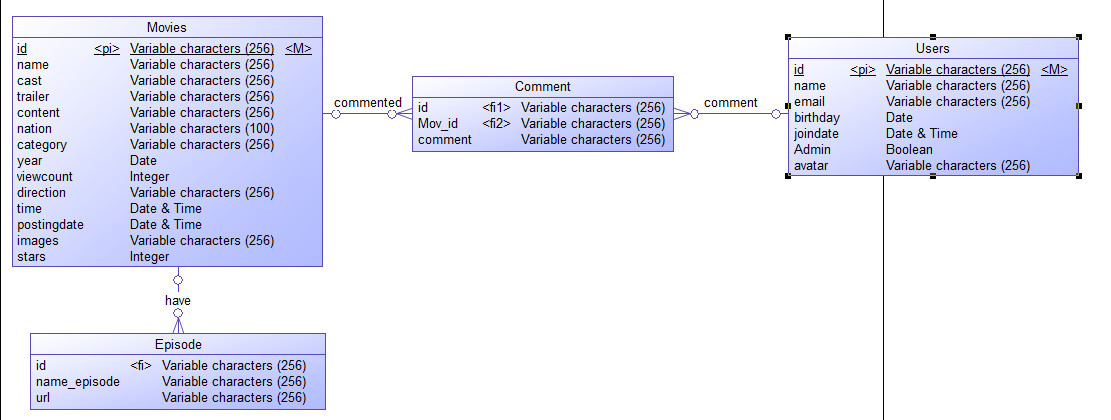 Movies
id <pi> Variable characters (256) <M>
name Variable characters (256)
cast Variable characters (256)
trailer Variable characters (256)
content Variable characters (256)
nation Variable characters (100)
category Variable characters (256)
year Date
viewcount Integer
direction Variable characters (256)
time Date & Time
postingdate Date & Time
images Variable characters (256)
stars Integer
commented
Comment
id <fi1> Variable characters (256)
Mov_id <fi2> Variable characters (256)
comment Variable characters (256)
comment
Users
id <pi> Variable characters (256) <M>
name Variable characters (256)
email Variable characters (256)
birthday Date
joindate Date & Time
Admin Boolean
avatar Variable characters (256)
have
Episode
id <fi> Variable characters (256)
name_episode Variable characters (256)
url Variable characters (256)